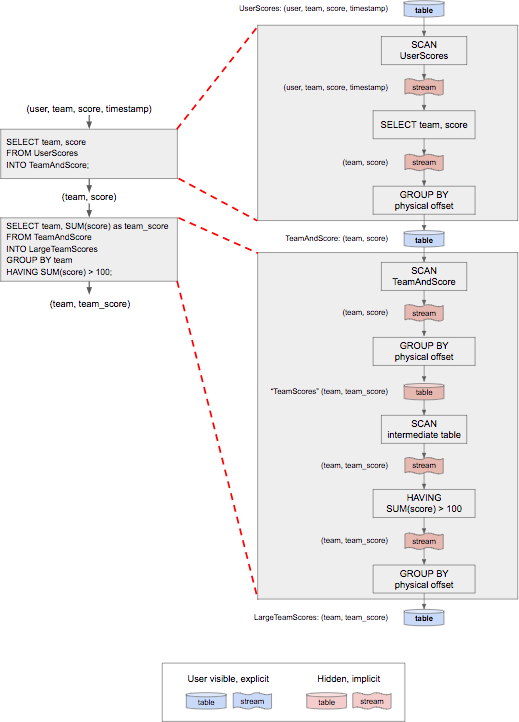 UserScores: (user, team, score, timestamp)
table
SCAN
UserScores
(user, team, score, timestamp)
stream
SELECT team, score
(team, score)
stream
GROUP BY
physical offset
(user, team, score, timestamp)
SELECT team, score
FROM UserScores
INTO TeamAndScore;
(team, score)
SELECT team, SUM(score) as team_score
FROM TeamAndScore
INTO LargeTeamScores
GROUP BY team
HAVING SUM(score) > 100;
(team, team_score)
TeamAndScore: (team, score)
table
SCAN
TeamAndScore
(team, score)
stream
GROUP BY
physical offset
“TeamScores” (team, team_score)
table
SCAN
intermediate table
(team, team_score)
stream
HAVING
SUM(score) > 100
(team, team_score)
stream
GROUP BY
physical offset
LargeTeamScores: (team, team_score)
table
User visible, explicit
Hidden, implicit
table
stream
table
stream